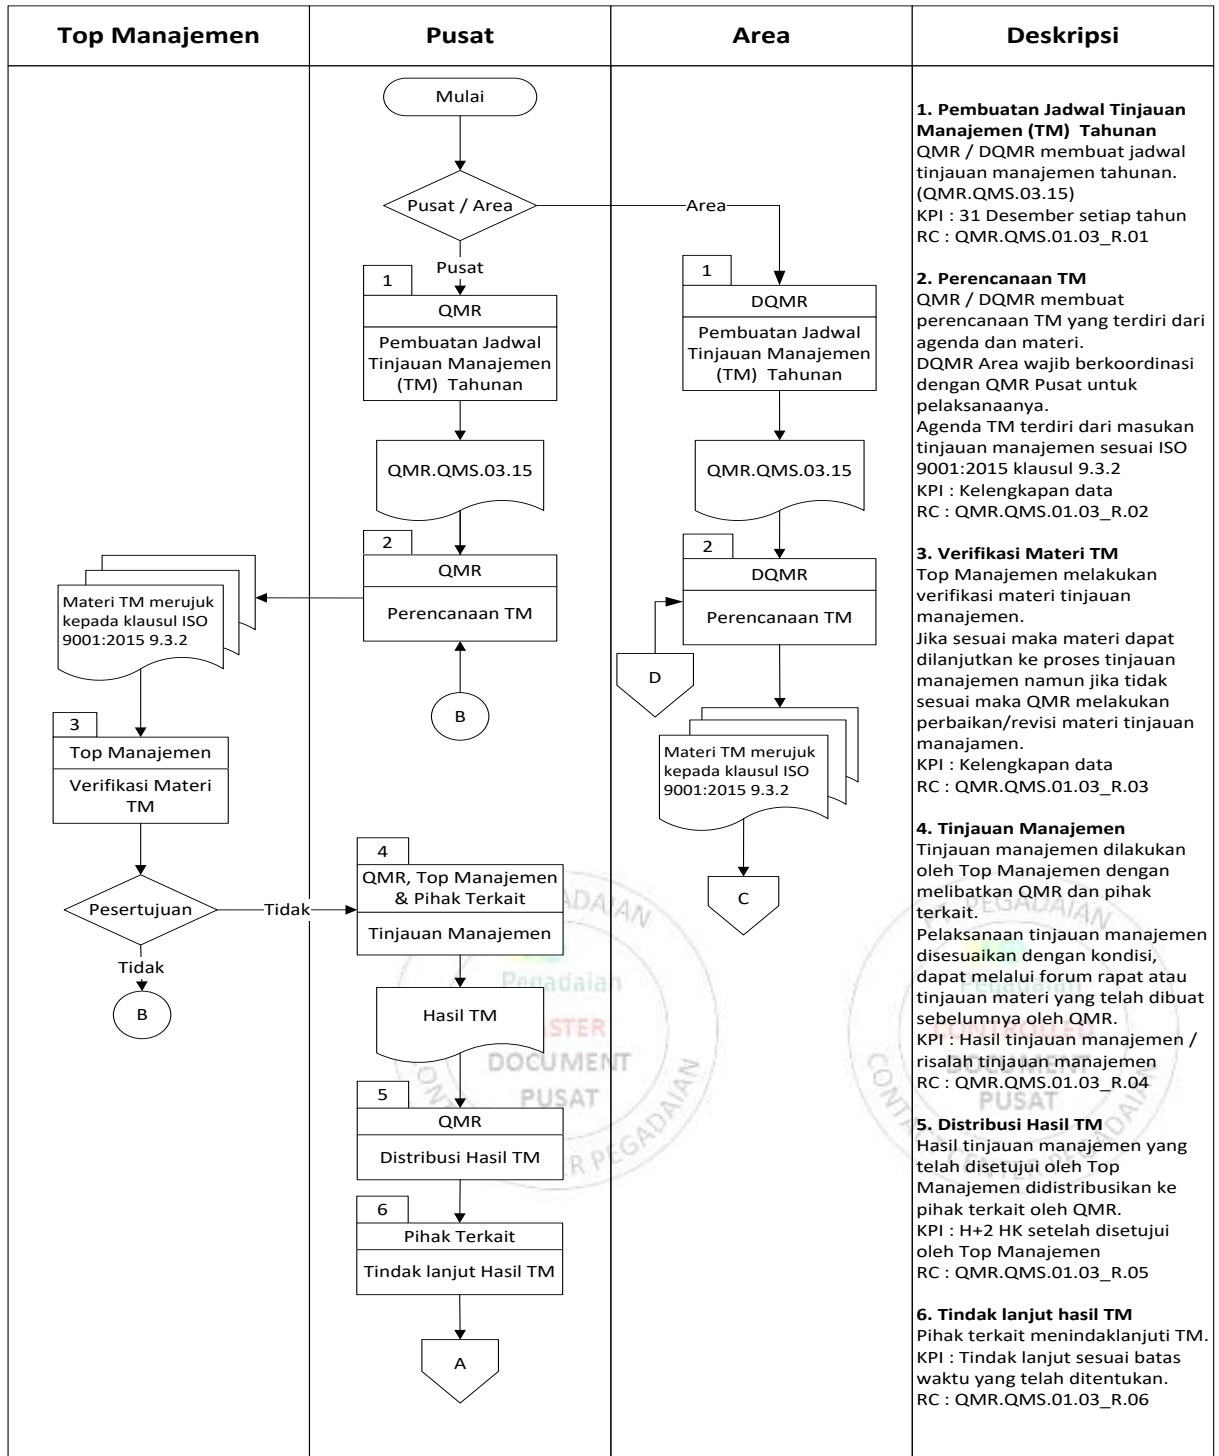 Top Manajemen
Pusat
Area
Deskripsi
Mulai
Pusat / Area
Area
Pusat
1
QMR
Pembuatan Jadwal
Tinjauan Manajemen
(TM) Tahunan
QMR.QMS.03.15
2
QMR
Perencanaan TM
B
1
DQMR
Pembuatan Jadwal
Tinjauan Manajemen
(TM) Tahunan
QMR.QMS.03.15
2
DQMR
Perencanaan TM
D
Materi TM merujuk
kepada klausul ISO
9001:2015 9.3.2
C
Materi TM merujuk
kepada klausul ISO
9001:2015 9.3.2
3
Top Manajemen
Verifikasi Materi
TM
Pesertujuan
Tidak
Tidak
B
4
QMR, Top Manajemen
& Pihak Terkait
Tinjauan Manajemen
Hasil TM
5
QMR
Distribusi Hasil TM
6
Pihak Terkait
Tindak lanjut Hasil TM
A
1. Pembuatan Jadwal Tinjauan
Manajemen (TM) Tahunan
QMR / DQMR membuat jadwal
tinjauan manajemen tahunan.
(QMR.QMS.03.15)
KPI : 31 Desember setiap tahun
RC : QMR.QMS.01.03_R.01
2. Perencanaan TM
QMR / DQMR membuat
perencanaan TM yang terdiri dari
agenda dan materi.
DQMR Area wajib berkoordinasi
dengan QMR Pusat untuk
pelaksanaanya.
Agenda TM terdiri dari masukan
tinjauan manajemen sesuai ISO
9001:2015 klausul 9.3.2
KPI : Kelengkapan data
RC : QMR.QMS.01.03_R.02
3. Verifikasi Materi TM
Top Manajemen melakukan
verifikasi materi tinjauan
manajemen.
Jika sesuai maka materi dapat
dilanjutkan ke proses tinjauan
manajemen namun jika tidak
sesuai maka QMR melakukan
perbaikan/revisi materi tinjauan
manajamen.
KPI : Kelengkapan data
RC : QMR.QMS.01.03_R.03
4. Tinjauan Manajemen
Tinjauan manajemen dilakukan
oleh Top Manajemen dengan
melibatkan QMR dan pihak
terkait.
Pelaksanaan tinjauan manajemen
disesuaikan dengan kondisi,
dapat melalui forum rapat atau
tinjauan materi yang telah dibuat
sebelumnya oleh QMR.
KPI : Hasil tinjauan manajemen /
risalah tinjauan manajemen
RC : QMR.QMS.01.03_R.04
5. Distribusi Hasil TM
Hasil tinjauan manajemen yang
telah disetujui oleh Top
Manajemen didistribusikan ke
pihak terkait oleh QMR.
KPI : H+2 HK setelah disetujui
oleh Top Manajemen
RC : QMR.QMS.01.03_R.05
6. Tindak lanjut hasil TM
Pihak terkait menindaklanjuti TM.
KPI : Tindak lanjut sesuai batas
waktu yang telah ditentukan.
RC : QMR.QMS.01.03_R.06
Pegadaian
DOCUMENT
PUSAT
PT. PEGADAIAN
Pegadaian
CONTROLLED
DOCUMENT
PUSAT